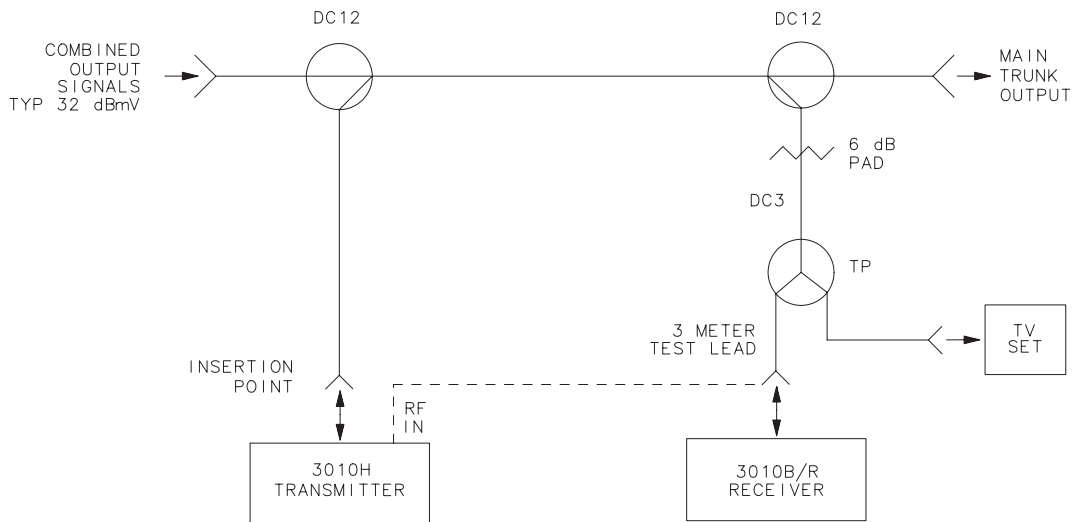 DC12
DC12
COMBINED
OUTPUT
SIGNALS
TYP 32 dBmV
MAIN
TRUNK
OUTPUT
6 dB
PAD
DC3
TP
3 METER
TEST LEAD
TV
SET
INSERTION
POINT
RF
IN
3010H
TRANSMITTER
3010B/R
RECEIVER